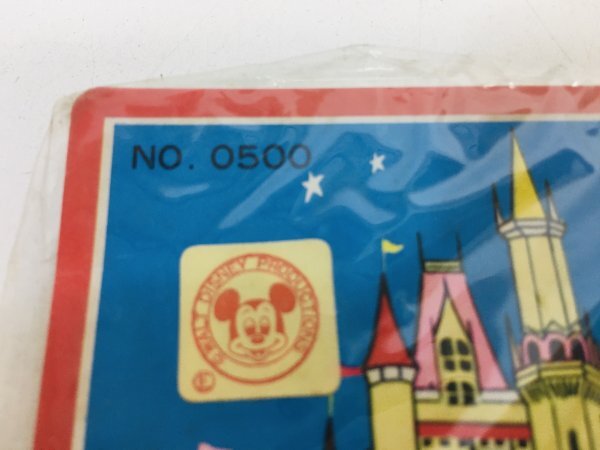 NO. 0500
© WALT DISNEY PRODUCTIONS